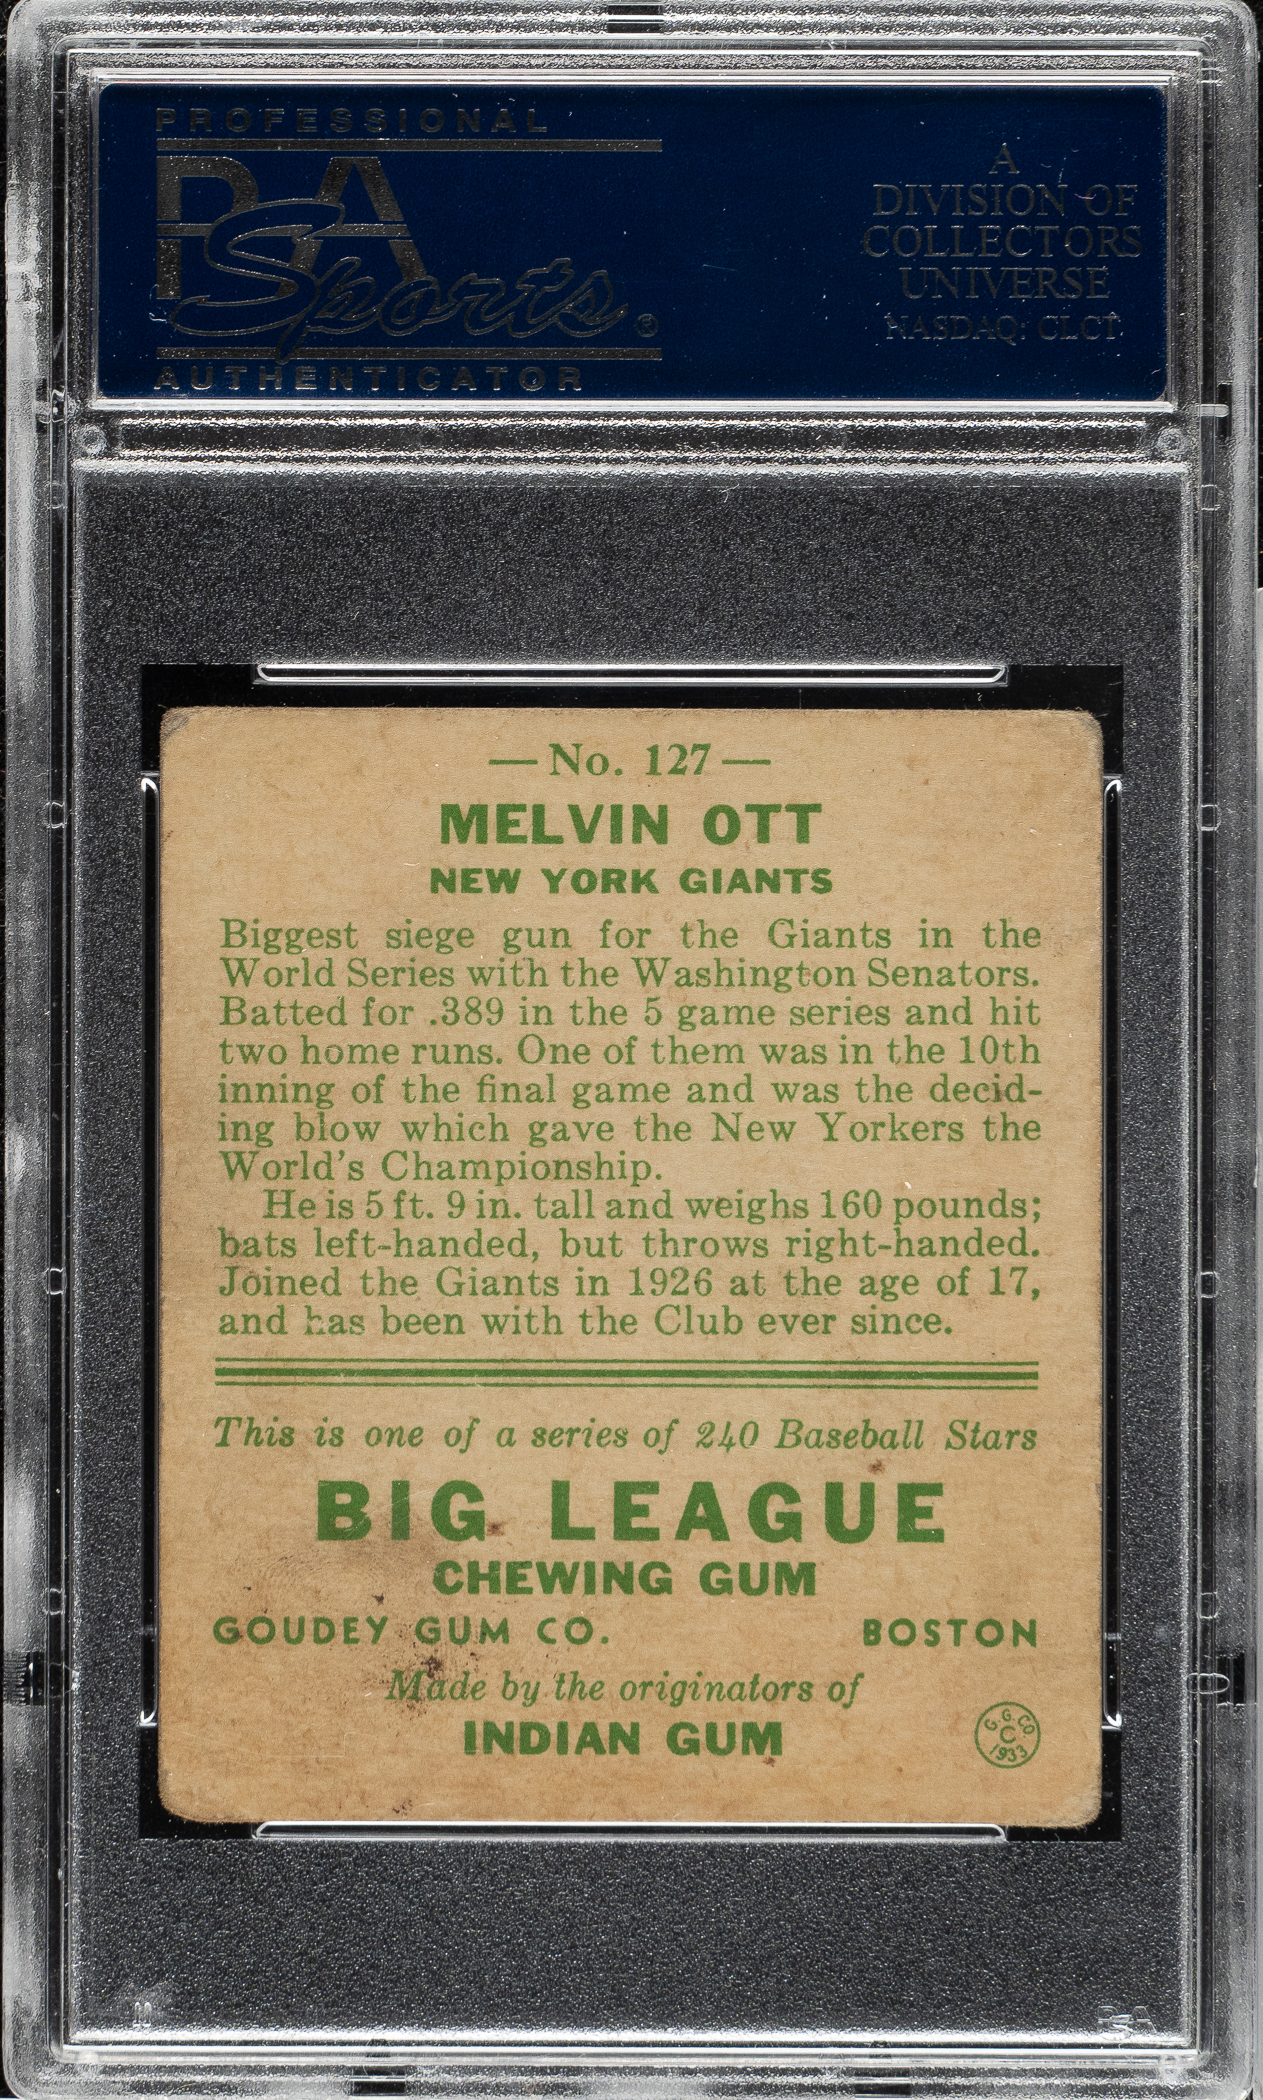 PROFESSIONAL
PSA
Sports®
AUTHENTICATOR
A
DIVISION OF
COLLECTORS
UNIVERSE
NASDAQ: CLCT
— No. 127 —
MELVIN OTT
NEW YORK GIANTS
Biggest siege gun for the Giants in the
World Series with the Washington Senators.
Batted for .389 in the 5 game series and hit
two home runs. One of them was in the 10th
inning of the final game and was the decid-
ing blow which gave the New Yorkers the
World's Championship.
He is 5 ft. 9 in. tall and weighs 160 pounds;
bats left-handed, but throws right-handed.
Joined the Giants in 1926 at the age of 17,
and has been with the Club ever since.
This is one of a series of 240 Baseball Stars
BIG LEAGUE
CHEWING GUM
GOUDEY GUM CO. BOSTON
Made by the originators of
INDIAN GUM
G. G. CO.
C
1933
PSA